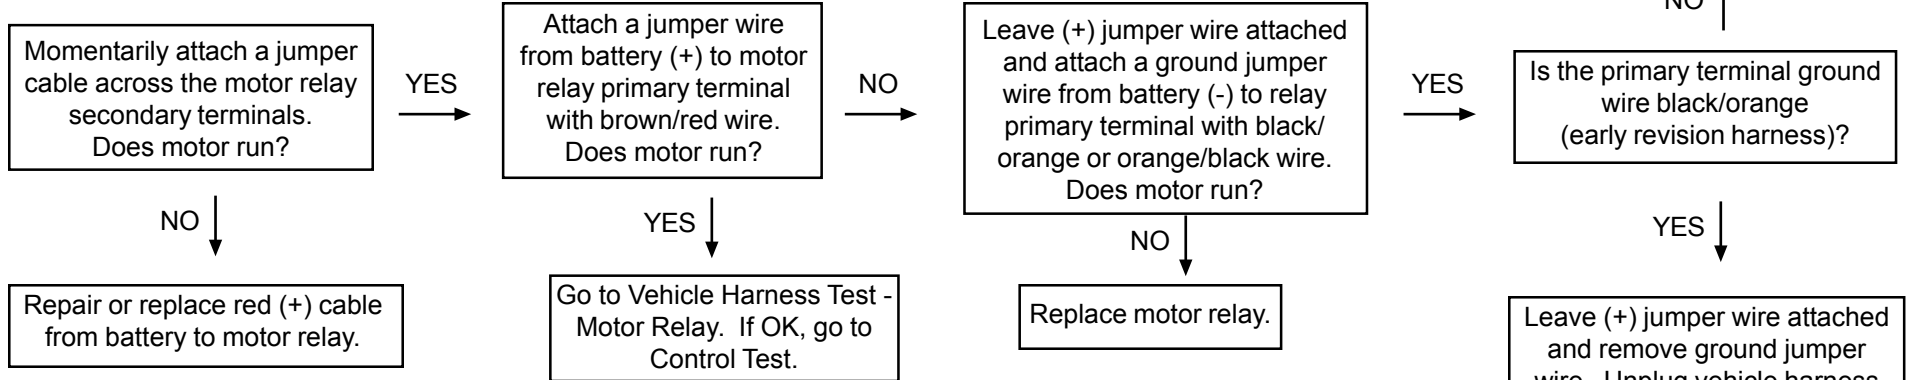 NO
Momentarily attach a jumper
cable across the motor relay
secondary terminals.
Does motor run?
YES
Attach a jumper wire
from battery (+) to motor
relay primary terminal
with brown/red wire.
Does motor run?
NO
Leave (+) jumper wire attached
and attach a ground jumper
wire from battery (-) to relay
primary terminal with black/
orange or orange/black wire.
Does motor run?
YES
Is the primary terminal ground
wire black/orange
(early revision harness)?
NO
YES
NO
YES
Repair or replace red (+) cable
from battery to motor relay.
Go to Vehicle Harness Test -
Motor Relay.  If OK, go to
Control Test.
Replace motor relay.
Leave (+) jumper wire attached
and remove ground jumper
wire.  Unplug vehicle harness